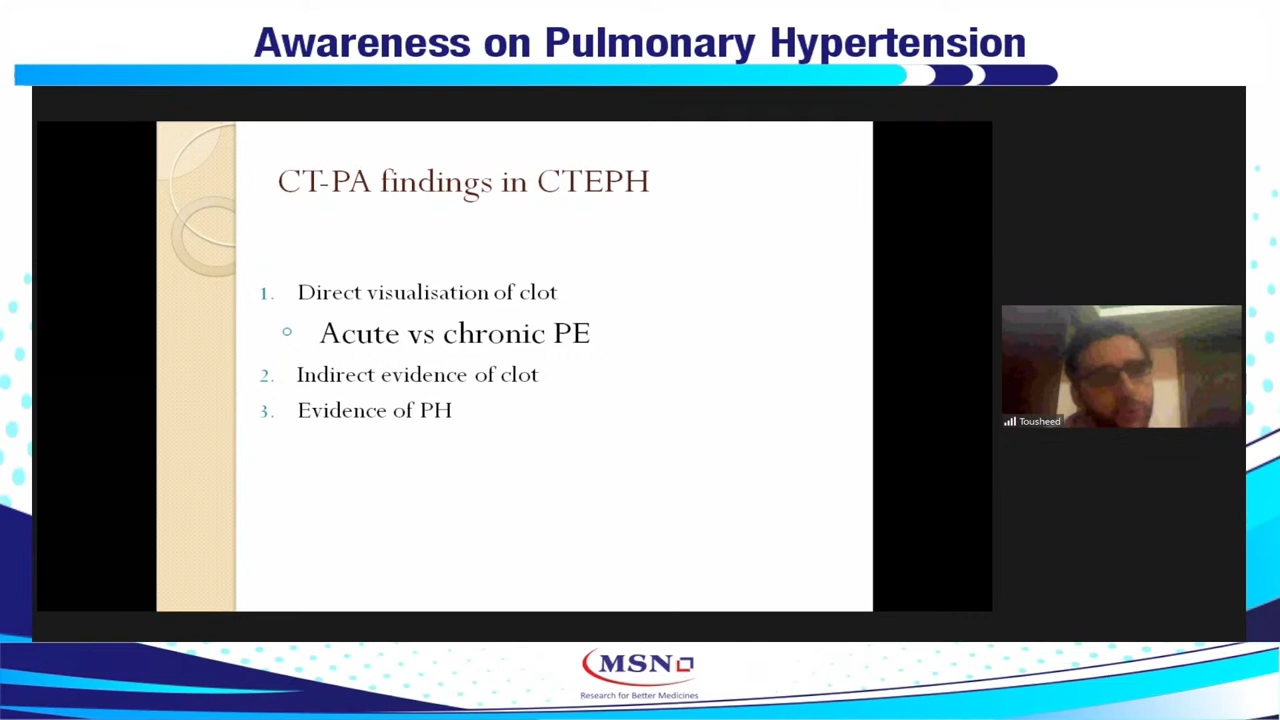 Awareness on Pulmonary Hypertension
CT-PA findings in CTEPH
1. Direct visualisation of clot
Acute vs chronic PE
2. Indirect evidence of clot
3. Evidence of PH
Tousheed
MSN
Research for Better Medicines